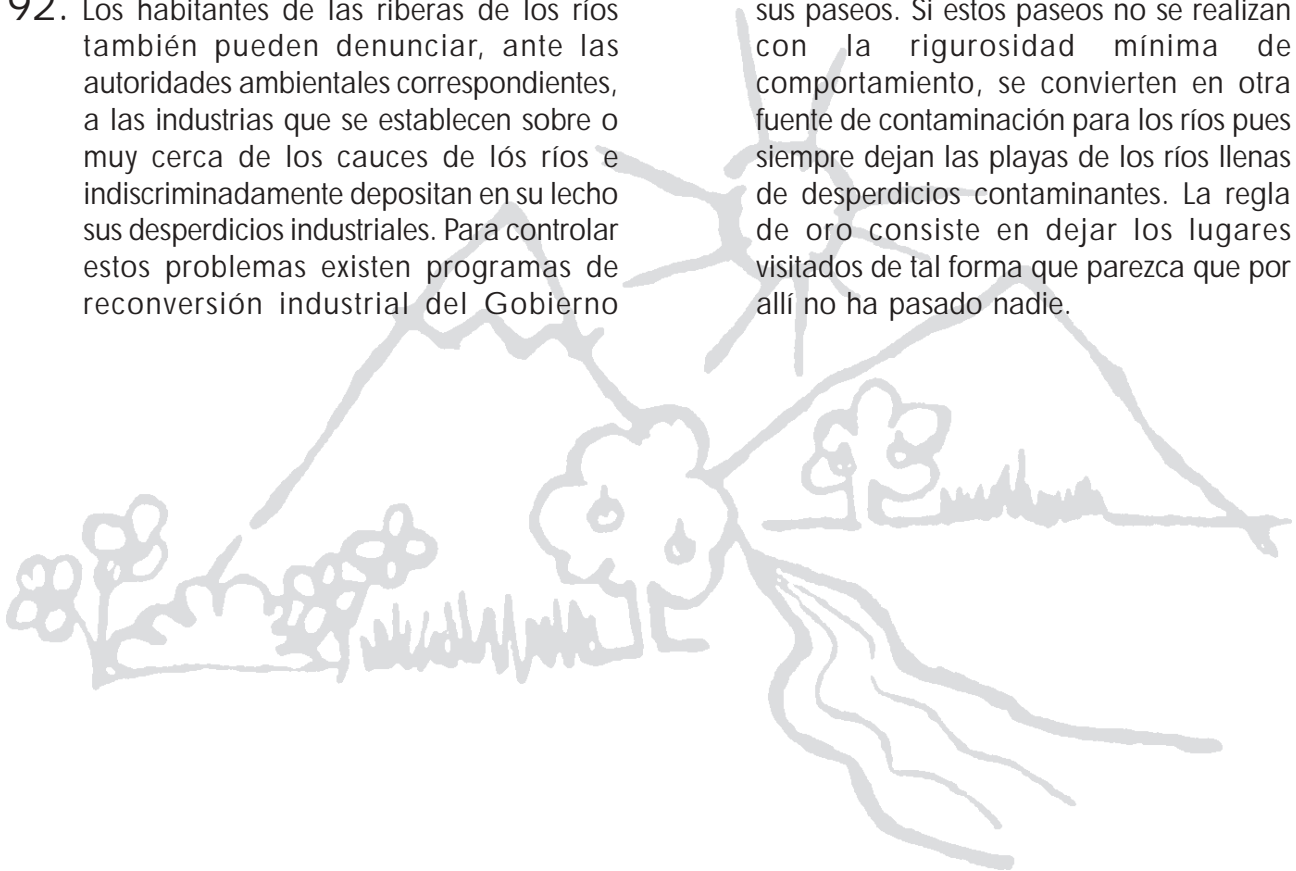 92. Los habitantes de las riberas de los ríos
también pueden denunciar, ante las
autoridades ambientales correspondientes,
a las industrias que se establecen sobre o
muy cerca de los cauces de lós ríos e
indiscriminadamente depositan en su lecho
sus desperdicios industriales. Para controlar
estos problemas existen programas de
reconversión industrial del Gobierno
sus paseos. Si estos paseos no se realizan
con la rigurosidad mínima de
comportamiento, se convierten en otra
fuente de contaminación para los ríos pues
siempre dejan las playas de los ríos llenas
de desperdicios contaminantes. La regla
de oro consiste en dejar los lugares
visitados de tal forma que parezca que por
allí no ha pasado nadie.